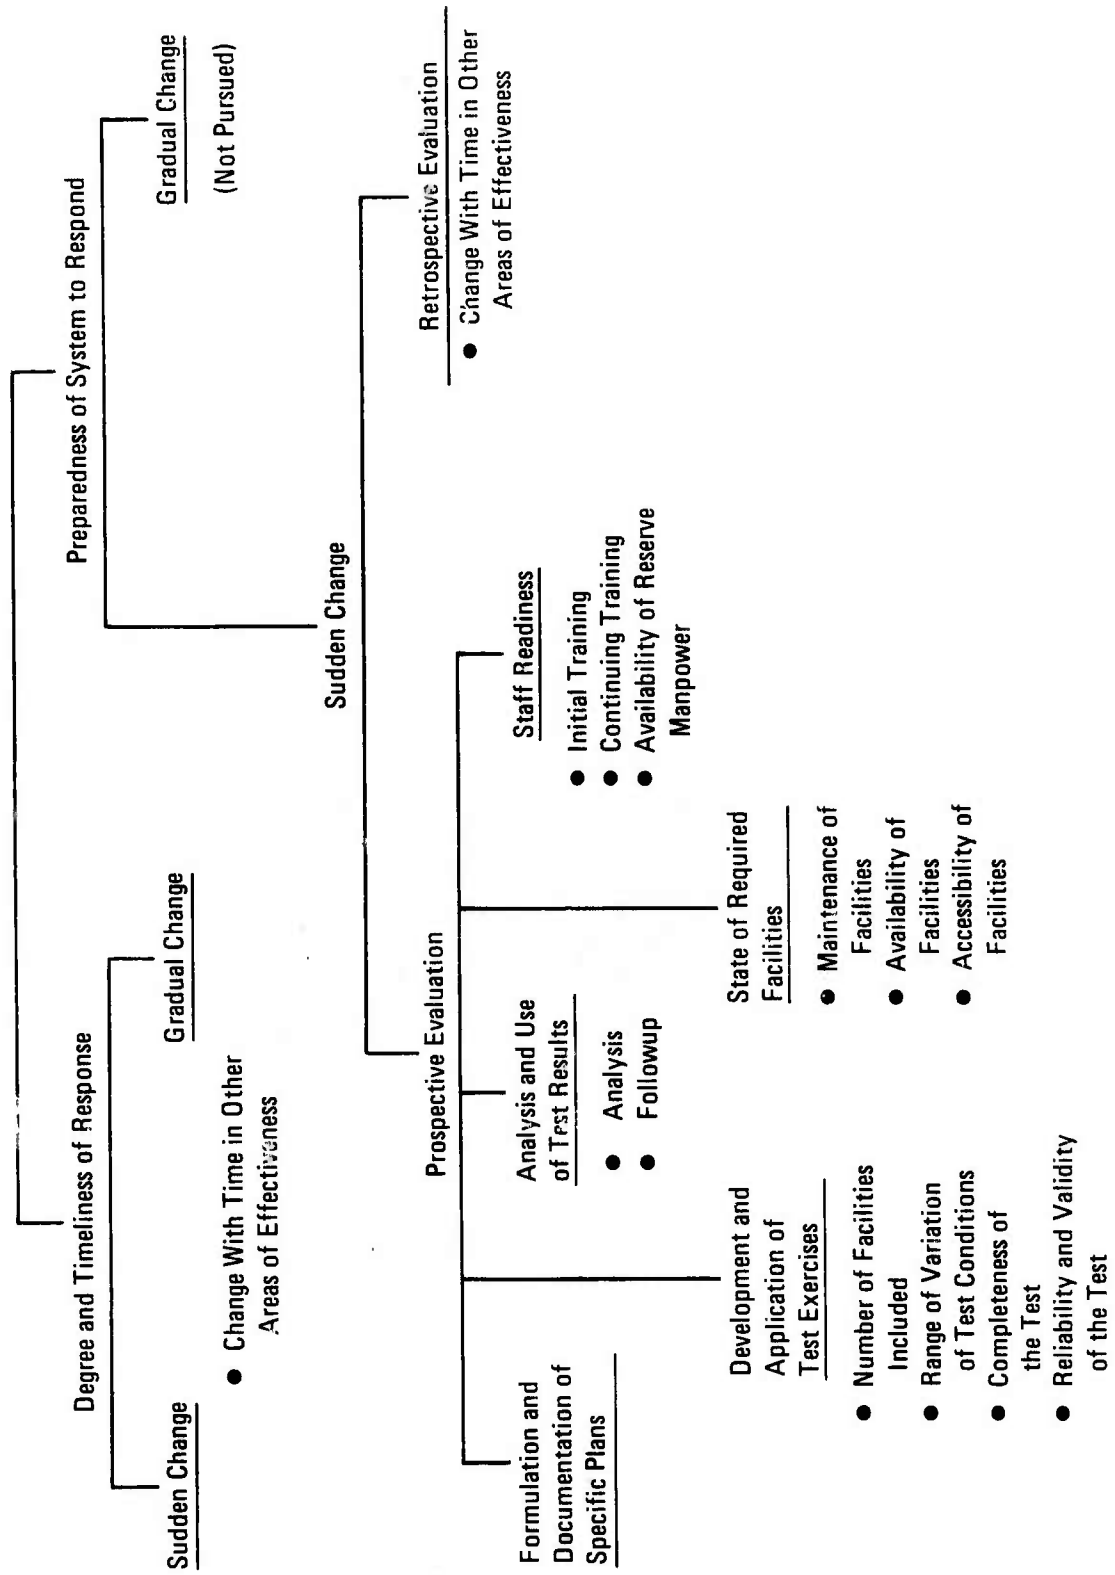 Degree and Timeliness of Response
Preparedness of System to Respond
Sudden Change
Gradual Change
● Change With Time in Other
Areas of Effectiveness
Gradual Change
(Not Pursued)
Sudden Change
Prospective Evaluation
Retrospective Evaluation
● Change With Time in Other
Areas of Effectiveness
Formulation and
Documentation of
Specific Plans
Development and
Application of
Test Exercises
● Number of Facilities
Included
● Range of Variation
of Test Conditions
● Completeness of
the Test
● Reliability and Validity
of the Test
Analysis and Use
of Test Results
● Analysis
● Followup
State of Required
Facilities
● Maintenance of
Facilities
● Availability of
Facilities
● Accessibility of
Facilities
Staff Readiness
● Initial Training
● Continuing Training
● Availability of Reserve
Manpower